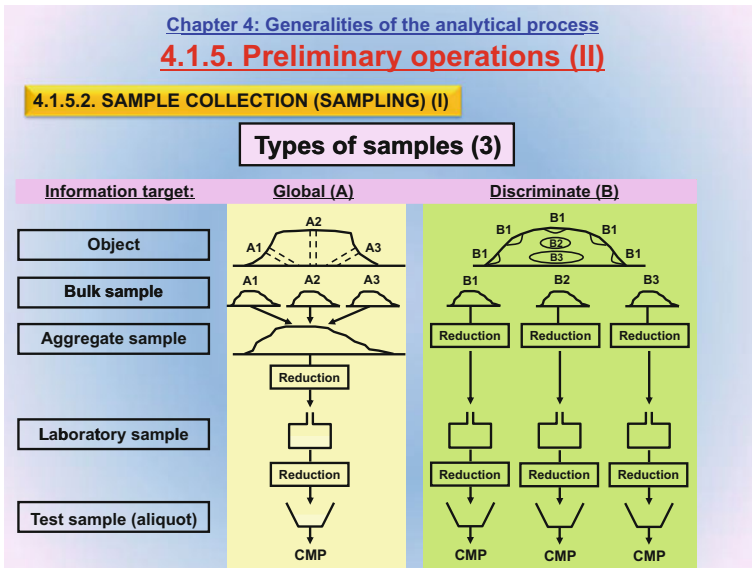 Chapter 4: Generalities of the analytical process
4.1.5. Preliminary operations (II)
4.1.5.2. SAMPLE COLLECTION (SAMPLING) (I)
Types of samples (3)
Information target: Global (A) Discriminate (B)
Object
A1 A2 A3
B1 B1 B1 B1 B1 B2 B3
Bulk sample
A1 A2 A3 B1 B2 B3
Aggregate sample
Reduction Reduction Reduction
Reduction
Laboratory sample
Reduction Reduction Reduction Reduction
Test sample (aliquot)
CMP CMP CMP CMP